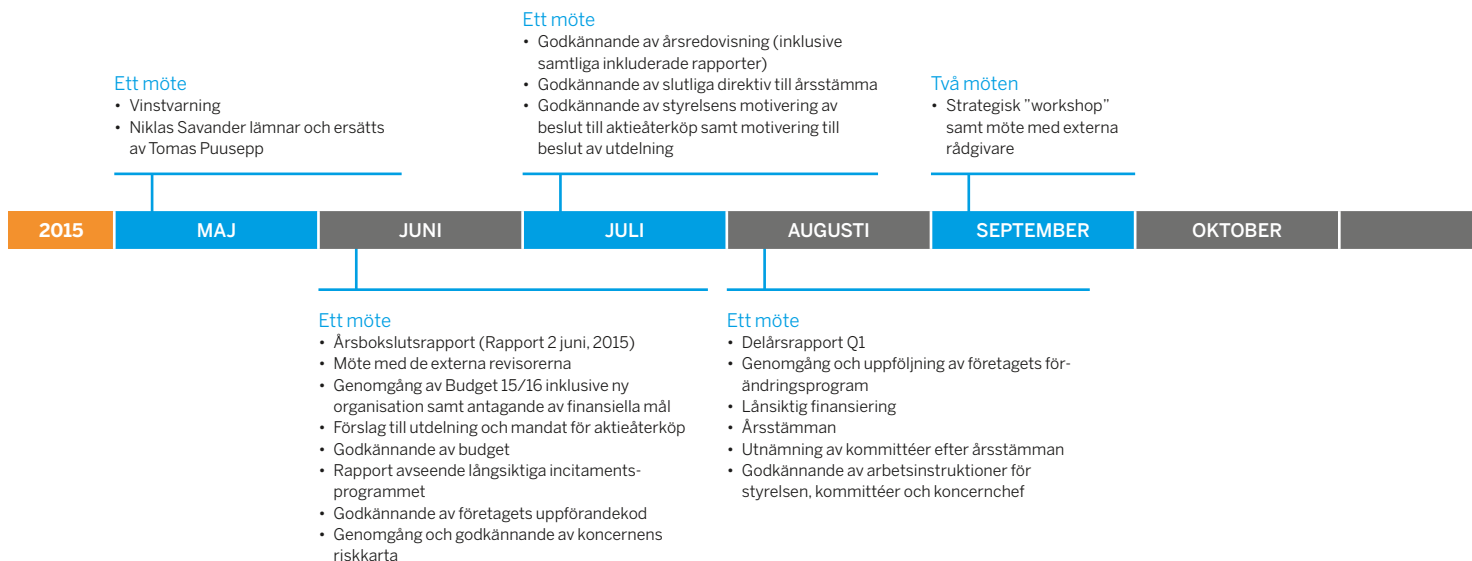 Ett möte
• Vinstvarning
• Niklas Savander lämnar och ersätts
av Tomas Puusepp
Ett möte
• Godkännande av årsredovisning (inklusive
samtliga inkluderade rapporter)
• Godkännande av slutliga direktiv till årsstämma
• Godkännande av styrelsens motivering av
beslut till aktieåterköp samt motivering till
beslut av utdelning
Två möten
• Strategisk ”workshop”
samt möte med externa
rådgivare
2015 MAJ JUNI JULI AUGUSTI SEPTEMBER OKTOBER
Ett möte
• Årsbokslutsrapport (Rapport 2 juni, 2015)
• Möte med de externa revisorerna
• Genomgång av Budget 15/16 inklusive ny
organisation samt antagande av finansiella mål
• Förslag till utdelning och mandat för aktieåterköp
• Godkännande av budget
• Rapport avseende långsiktiga incitaments-
programmet
• Godkännande av företagets uppförandekod
• Genomgång och godkännande av koncernens
riskkarta
Ett möte
• Delårsrapport Q1
• Genomgång och uppföljning av företagets för-
ändringsprogram
• Lånsiktig finansiering
• Årsstämman
• Utnämning av kommittéer efter årsstämman
• Godkännande av arbetsinstruktioner för
styrelsen, kommittéer och koncernchef